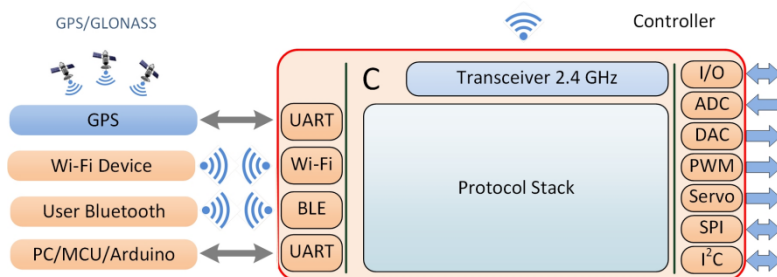 GPS/GLONASS
Controller
C
Transceiver 2.4 GHz
I/O
ADC
GPS
UART
DAC
Wi-Fi Device
Wi-Fi
Protocol Stack
PWM
User Bluetooth
BLE
Servo
PC/MCU/Arduino
UART
SPI
I²C